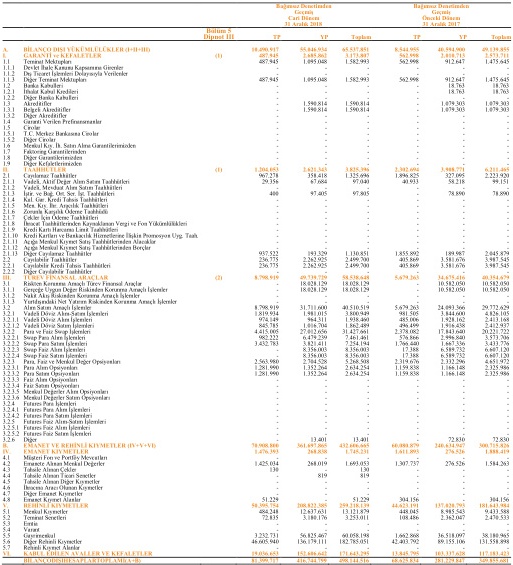 Bağımsız Denetimden Bağımsız Denetimden
Geçmiş Geçmiş
Cari Dönem Önceki Dönem
31 Aralık 2018 31 Aralık 2017
Bölüm 5
Dipnot III TP YP Toplam TP YP Toplam
A. BİLANÇO DIŞI YÜKÜMLÜLÜKLER (I+II+III) 10.490.917 55.046.934 65.537.851 8.544.955 40.594.900 49.139.855
I. GARANTİ ve KEFALETLER (1) 487.945 2.685.862 3.173.807 562.998 2.010.713 2.573.711
1.1 Teminat Mektupları 487.945 1.095.048 1.582.993 562.998 912.647 1.475.645
1.1.1 Devlet İhale Kanunu Kapsamına Girenler - - - - - -
1.1.2 Dış Ticaret İşlemleri Dolayısıyla Verilenler - - - - - -
1.1.3 Diğer Teminat Mektupları 487.945 1.095.048 1.582.993 562.998 912.647 1.475.645
1.2 Banka Kabulleri - - - - 18.763 18.763
1.2.1 İthalat Kabul Kredileri - - - - 18.763 18.763
1.2.2 Diğer Banka Kabulleri - - - - - -
1.3 Akreditifler - 1.590.814 1.590.814 - 1.079.303 1.079.303
1.3.1 Belgeli Akreditifler - 1.590.814 1.590.814 - 1.079.303 1.079.303
1.3.2 Diğer Akreditifler - - - - - -
1.4 Garanti Verilen Prefinansmanlar - - - - - -
1.5 Cirolar - - - - - -
1.5.1 T.C. Merkez Bankasına Cirolar - - - - - -
1.5.2 Diğer Cirolar - - - - - -
1.6 Menkul Kıy. İh. Satın Alma Garantilerimizden - - - - - -
1.7 Faktoring Garantilerinden - - - - - -
1.8 Diğer Garantilerimizden - - - - - -
1.9 Diğer Kefaletlerimizden - - - - - -
II. TAAHHÜTLER (1) 1.204.053 2.621.343 3.825.396 2.302.694 3.908.771 6.211.465
2.1 Cayılamaz Taahhütler 967.278 358.418 1.325.696 1.896.825 327.095 2.223.920
2.1.1 Vadeli, Aktif Değer Alım Satım Taahhütleri 29.356 67.684 97.040 40.933 58.218 99.151
2.1.2 Vadeli, Mevduat Alım Satım Taahhütleri - - - - - -
2.1.3 İştir. ve Bağ. Ort. Ser. İşt. Taahhütleri 400 97.405 97.805 - 78.890 78.890
2.1.4 Kul. Gar. Kredi Tahsis Taahhütleri - - - - - -
2.1.5 Men. Kıy. İhr. Aracılık Taahhütleri - - - - - -
2.1.6 Zorunlu Karşılık Ödeme Taahhüdü - - - - - -
2.1.7 Çekler İçin Ödeme Taahhütleri - - - - - -
2.1.8 İhracat Taahhütlerinden Kaynaklanan Vergi ve Fon Yükümlülükleri - - - - - -
2.1.9 Kredi Kartı Harcama Limit Taahhütleri - - - - - -
2.1.10 Kredi Kartları ve Bankacılık Hizmetlerine İlişkin Promosyon Uyg. Taah. - - - - - -
2.1.11 Açığa Menkul Kıymet Satış Taahhütlerinden Alacaklar - - - - - -
2.1.12 Açığa Menkul Kıymet Satış Taahhütlerinden Borçlar - - - - - -
2.1.13 Diğer Cayılamaz Taahhütler 937.522 193.329 1.130.851 1.855.892 189.987 2.045.879
2.2 Cayılabilir Taahhütler 236.775 2.262.925 2.499.700 405.869 3.581.676 3.987.545
2.2.1 Cayılabilir Kredi Tahsis Taahhütleri 236.775 2.262.925 2.499.700 405.869 3.581.676 3.987.545
2.2.2 Diğer Cayılabilir Taahhütler - - - - - -
III. TÜREV FİNANSAL ARAÇLAR (2) 8.798.919 49.739.729 58.538.648 5.679.263 34.675.416 40.354.679
3.1 Riskten Korunma Amaçlı Türev Finansal Araçlar - 18.028.129 18.028.129 - 10.582.050 10.582.050
3.1.1 Gerçeğe Uygun Değer Riskinden Korunma Amaçlı İşlemler - 18.028.129 18.028.129 - 10.582.050 10.582.050
3.1.2 Nakit Akış Riskinden Korunma Amaçlı İşlemler - - - - - -
3.1.3 Yurtdışındaki Net Yatırım Riskinden Korunma Amaçlı İşlemler - - - - - -
3.2 Alım Satım Amaçlı İşlemler 8.798.919 31.711.600 40.510.519 5.679.263 24.093.366 29.772.629
3.2.1 Vadeli Döviz Alım-Satım İşlemleri 1.819.934 1.981.015 3.800.949 981.505 3.844.600 4.826.105
3.2.1.1 Vadeli Döviz Alım İşlemleri 974.149 964.311 1.938.460 485.006 1.928.162 2.413.168
3.2.1.2 Vadeli Döviz Satım İşlemleri 845.785 1.016.704 1.862.489 496.499 1.916.438 2.412.937
3.2.2 Para ve Faiz Swap İşlemleri 4.415.005 27.012.656 31.427.661 2.378.082 17.843.640 20.221.722
3.2.2.1 Swap Para Alım İşlemleri 982.222 6.479.239 7.461.461 576.866 2.996.840 3.573.706
3.2.2.2 Swap Para Satım İşlemleri 3.432.783 3.821.411 7.254.194 1.766.440 1.667.336 3.433.776
3.2.2.3 Swap Faiz Alım İşlemleri - 8.356.003 8.356.003 17.388 6.589.732 6.607.120
3.2.2.4 Swap Faiz Satım İşlemleri - 8.356.003 8.356.003 17.388 6.589.732 6.607.120
3.2.3 Para, Faiz ve Menkul Değer Opsiyonları 2.563.980 2.704.528 5.268.508 2.319.676 2.332.296 4.651.972
3.2.3.1 Para Alım Opsiyonları 1.281.990 1.352.264 2.634.254 1.159.838 1.166.148 2.325.986
3.2.3.2 Para Satım Opsiyonları 1.281.990 1.352.264 2.634.254 1.159.838 1.166.148 2.325.986
3.2.3.3 Faiz Alım Opsiyonları - - - - - -
3.2.3.4 Faiz Satım Opsiyonları - - - - - -
3.2.3.5 Menkul Değerler Alım Opsiyonları - - - - - -
3.2.3.6 Menkul Değerler Satım Opsiyonları - - - - - -
3.2.4 Futures Para İşlemleri - - - - - -
3.2.4.1 Futures Para Alım İşlemleri - - - - - -
3.2.4.2 Futures Para Satım İşlemleri - - - - - -
3.2.5 Futures Faiz Alım-Satım İşlemleri - - - - - -
3.2.5.1 Futures Faiz Alım İşlemleri - - - - - -
3.2.5.2 Futures Faiz Satım İşlemleri - - - - - -
3.2.6 Diğer - 13.401 13.401 - 72.830 72.830
B. EMANET VE REHİNLİ KIYMETLER (IV+V+VI) 70.908.800 361.697.865 432.606.665 60.080.879 240.634.947 300.715.826
IV. EMANET KIYMETLER 1.476.393 268.838 1.745.231 1.611.893 276.526 1.888.419
4.1 Müşteri Fon ve Portföy Mevcutları - - - - - -
4.2 Emanete Alınan Menkul Değerler 1.425.034 268.019 1.693.053 1.307.737 276.526 1.584.263
4.3 Tahsile Alınan Çekler 130 - 130 - - -
4.4 Tahsile Alınan Ticari Senetler - 819 819 - - -
4.5 Tahsile Alınan Diğer Kıymetler - - - - - -
4.6 İhracına Aracı Olunan Kıymetler - - - - - -
4.7 Diğer Emanet Kıymetler - - - - - -
4.8 Emanet Kıymet Alanlar 51.229 - 51.229 304.156 - 304.156
V. REHİNLİ KIYMETLER 50.395.754 208.822.385 259.218.139 44.623.191 137.020.793 181.643.984
5.1 Menkul Kıymetler 484.248 12.637.631 13.121.879 448.045 8.985.543 9.433.588
5.2 Teminat Senetleri 72.835 3.180.176 3.253.011 108.486 2.362.047 2.470.533
5.3 Emtia - - - - - -
5.4 Varant - - - - - -
5.5 Gayrimenkul 3.232.731 56.825.467 60.058.198 1.662.868 36.518.097 38.180.965
5.6 Diğer Rehinli Kıymetler 46.605.940 136.179.111 182.785.051 42.403.792 89.155.106 131.558.898
5.7 Rehinli Kıymet Alanlar - - - - - -
VI. KABUL EDİLEN AVALLER VE KEFALETLER 19.036.653 152.606.642 171.643.295 13.845.795 103.337.628 117.183.423
BİLANÇO DIŞI HESAPLAR TOPLAMI (A+B) 81.399.717 416.744.799 498.144.516 68.625.834 281.229.847 349.855.681